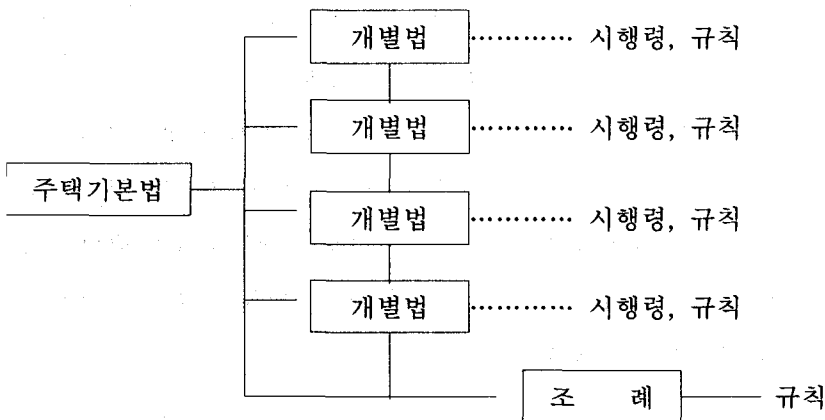 개별법 ………… 시행령, 규칙
개별법 ………… 시행령, 규칙
주택기본법
개별법 ………… 시행령, 규칙
개별법 ………… 시행령, 규칙
조 례 규칙